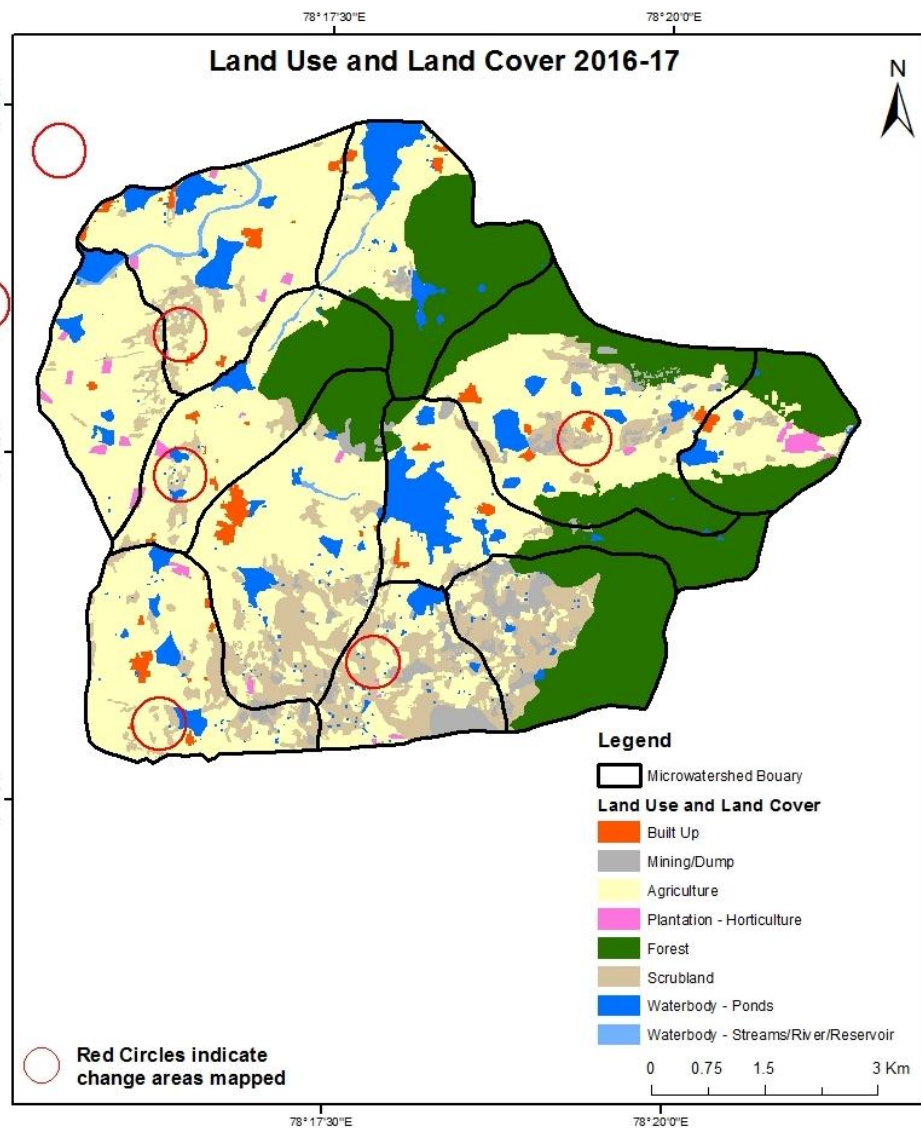 78°17'30"E 78°20'0"E
Land Use and Land Cover 2016-17
N
Legend
Microwatershed Bouary
Land Use and Land Cover
Built Up
Mining/Dump
Agriculture
Plantation - Horticulture
Forest
Scrubland
Waterbody - Ponds
Waterbody - Streams/River/Reservoir
Red Circles indicate
change areas mapped
0 0.75 1.5 3 Km
78°17'30"E 78°20'0"E